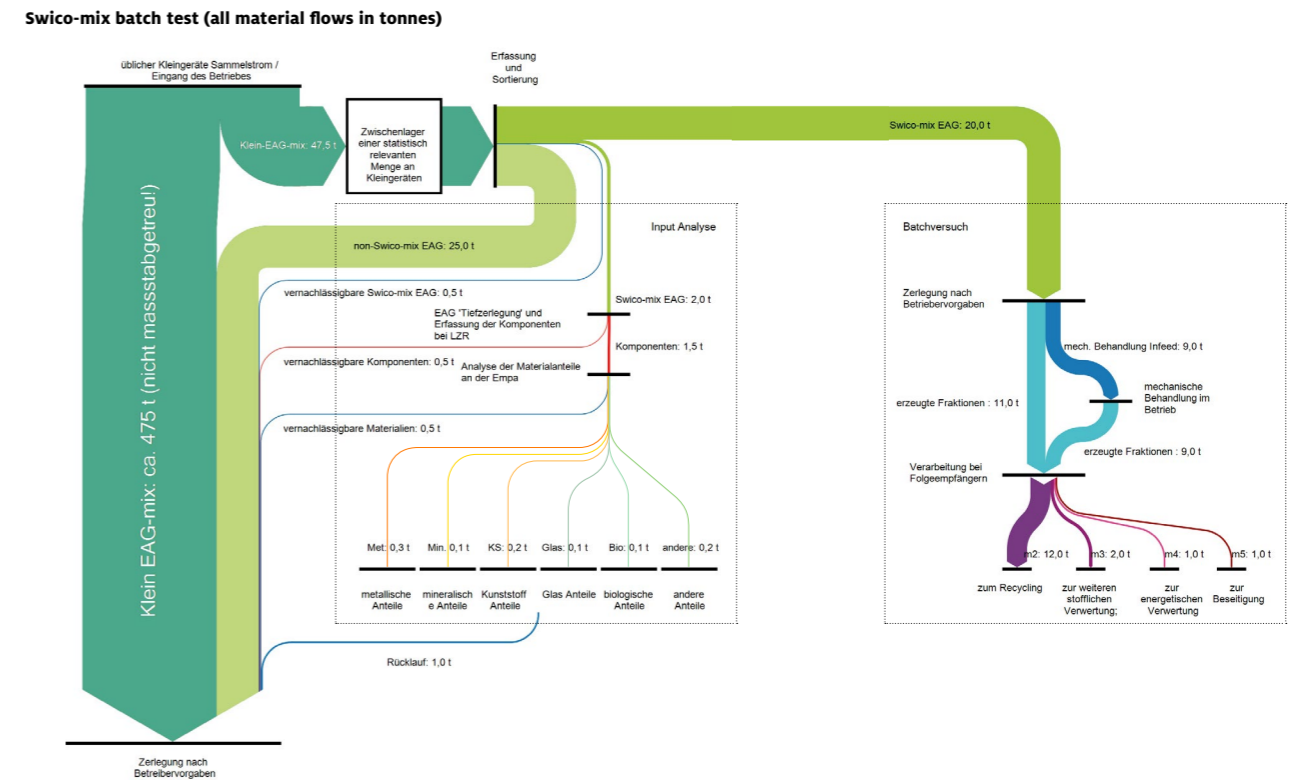 Swico-mix batch test (all material flows in tonnes)
üblicher Kleingeräte Sammelstrom /
Eingang des Betriebes
Klein-EAG-mix: 47,5 t
Zwischenlager
einer statistisch
relevanten
Menge an
Kleingeräten
Erfassung
und
Sortierung
Swico-mix EAG: 20,0 t
Klein EAG-mix: ca. 475 t (nicht massstabgetreu!)
non-Swico-mix EAG: 25,0 t
vernachlässigbare Swico-mix EAG: 0,5 t
Input Analyse
Swico-mix EAG: 2,0 t
EAG 'Tiefzerlegung' und
Erfassung der Komponenten
bei LZR
Komponenten: 1,5 t
vernachlässigbare Komponenten: 0,5 t
Analyse der Materialanteile
an der Empa
vernachlässigbare Materialien: 0,5 t
Met: 0,3 t
Min. 0,1 t
KS: 0,2 t
Glas: 0,1 t
Bio: 0,1 t
andere: 0,2 t
metallische
Anteile
mineralisch
e Anteile
Kunststoff
Anteile
Glas Anteile
biologische
Anteile
andere
Anteile
Rücklauf: 1,0 t
Zerlegung nach
Betreibervorgaben
Batchversuch
Zerlegung nach
Betriebervorgaben
mech. Behandlung Infeed: 9,0 t
mechanische
Behandlung im
Betrieb
erzeugte Fraktionen : 11,0 t
erzeugte Fraktionen : 9,0 t
Verarbeitung bei
Folgeempfängern
m2: 12,0 t
m3: 2,0 t
m4: 1,0 t
m5: 1,0 t
zum Recycling
zur weiteren
stofflichen
Verwertung;
zur
energetischen
Verwertung
zur
Beseitigung